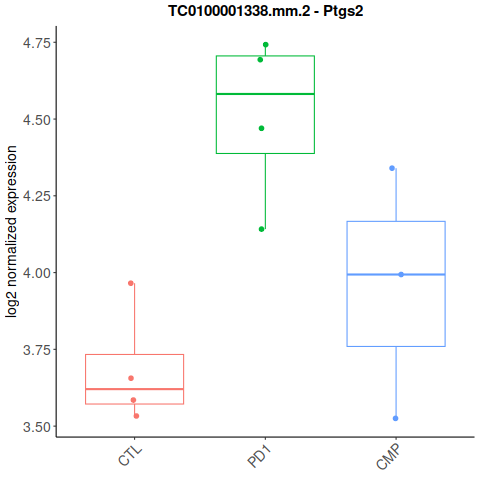 TC0100001338.mm.2 - Ptgs2
log2 normalized expression
4.75
4.50
4.25
4.00
3.75
3.50
CTL
PD1
CMP